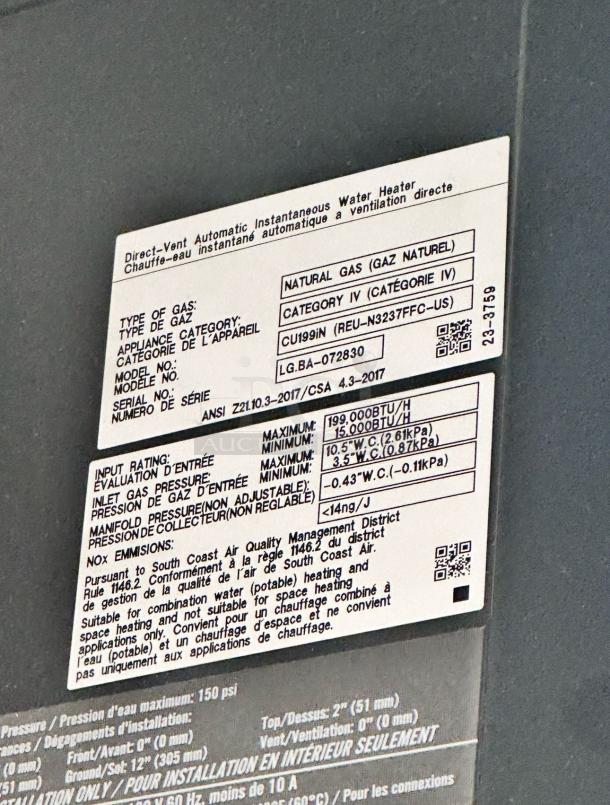 Direct-Vent Automatic Instantaneous Water Heater
Chauffe-eau instantané automatique a ventilation directe
TYPE OF GAS:
TYPE DE GAZ
NATURAL GAS (GAZ NATUREL)
APPLIANCE CATEGORY:
CATÉGORIE DE L'APPAREIL
CATEGORY IV (CATÉGORIE IV)
MODEL NO.:
MODÈLE NO.
CU199iN (REU-N3237FFC-US)
SERIAL NO.:
NUMÉRO DE SÉRIE
LG.BA-072830
23-3759
ANSI Z21.10.3-2017/CSA 4.3-2017
INPUT RATING:
ÉVALUATION D'ENTRÉE
MAXIMUM: 199,000BTU/H
MINIMUM: 15,000BTU/H
INLET GAS PRESSURE:
PRESSION DE GAZ D'ENTRÉE
MAXIMUM: 10.5"W.C.(2.61kPa)
MINIMUM: 3.5"W.C.(0.87kPa)
MANIFOLD PRESSURE(NON ADJUSTABLE):
PRESSION DE COLLECTEUR(NON REGLABLE)
-0.43"W.C.(-0.11kPa)
NOx EMMISIONS:
<14ng/J
Pursuant to South Coast Air Quality Management District
Rule 1146.2. Conformément à la règle 1146.2 du district
de gestion de la qualité de l'air de South Coast Air.
Suitable for combination water (potable) heating and
space heating and not suitable for space heating
applications only. Convient pour un chauffage combiné à
l'eau (potable) et un chauffage d'espace et ne convient
pas uniquement aux applications de chauffage.
Pressure / Pression d'eau maximum: 150 psi
/ Dégagements d'installation:
(0 mm) Front/Avant: 0" (0 mm) Top/Dessus: 2" (51 mm)
(51 mm) Ground/Sol: 12" (305 mm) Vent/Ventilation: 0" (0 mm)
ONLY / POUR INSTALLATION EN INTÉRIEUR SEULEMENT
V 60 Hz, moins de 10 A
(60°C) / Pour les connexions